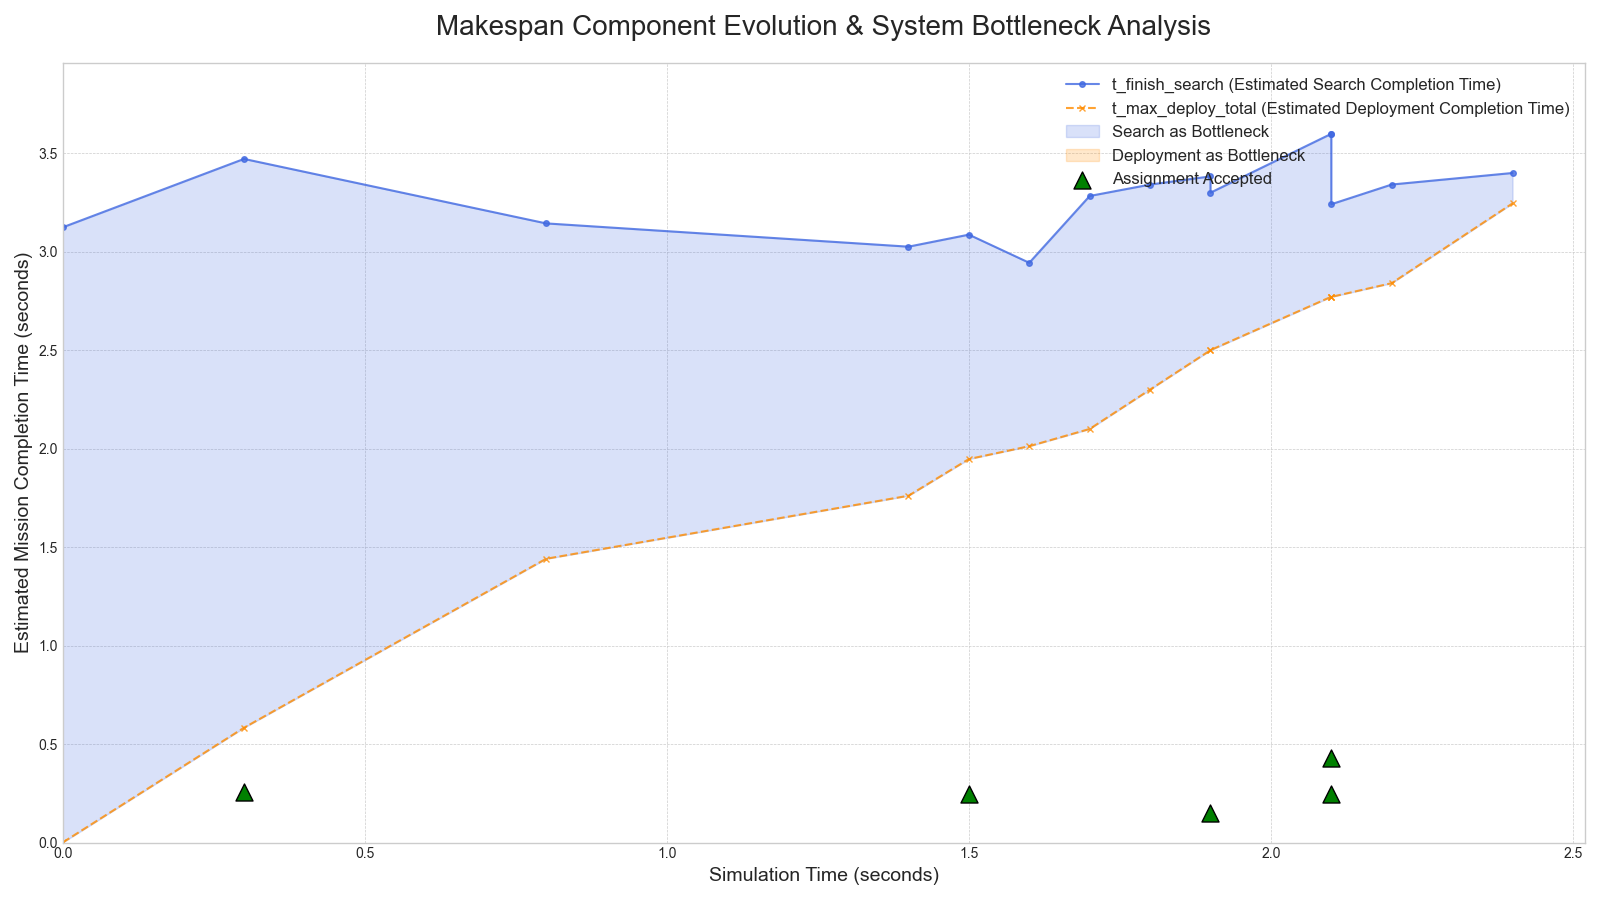 Makespan Component Evolution & System Bottleneck Analysis
t_finish_search (Estimated Search Completion Time)
t_max_deploy_total (Estimated Deployment Completion Time)
Search as Bottleneck
Deployment as Bottleneck
Assignment Accepted
Estimated Mission Completion Time (seconds)
3.5
3.0
2.5
2.0
1.5
1.0
0.5
0.0
0.0 0.5 1.0 1.5 2.0 2.5
Simulation Time (seconds)